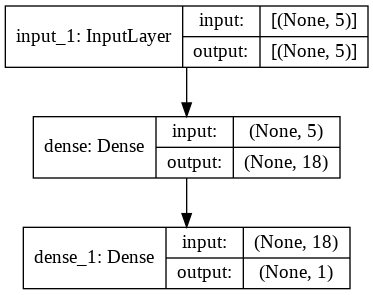 input_1: InputLayer
input: [(None, 5)]
output: [(None, 5)]
dense: Dense
input: (None, 5)
output: (None, 18)
dense_1: Dense
input: (None, 18)
output: (None, 1)